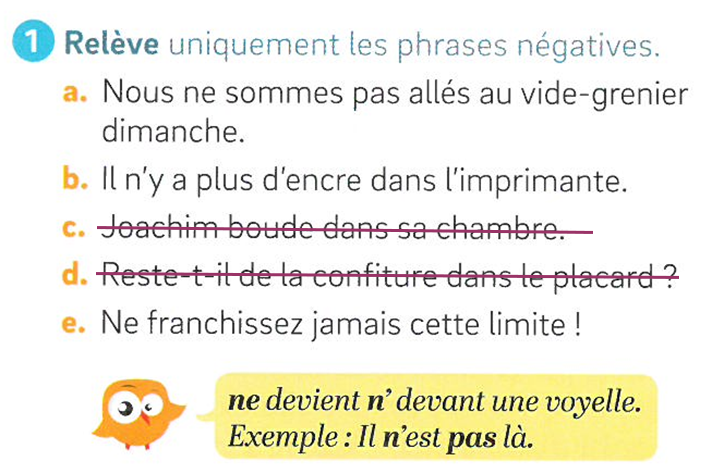 1 Relève uniquement les phrases négatives.
a. Nous ne sommes pas allés au vide-grenier
dimanche.
b. Il n'y a plus d'encre dans l'imprimante.
c. Joachim boude dans sa chambre.
d. Reste-t-il de la confiture dans le placard ?
e. Ne franchissez jamais cette limite !
ne devient n' devant une voyelle.
Exemple : Il n'est pas là.